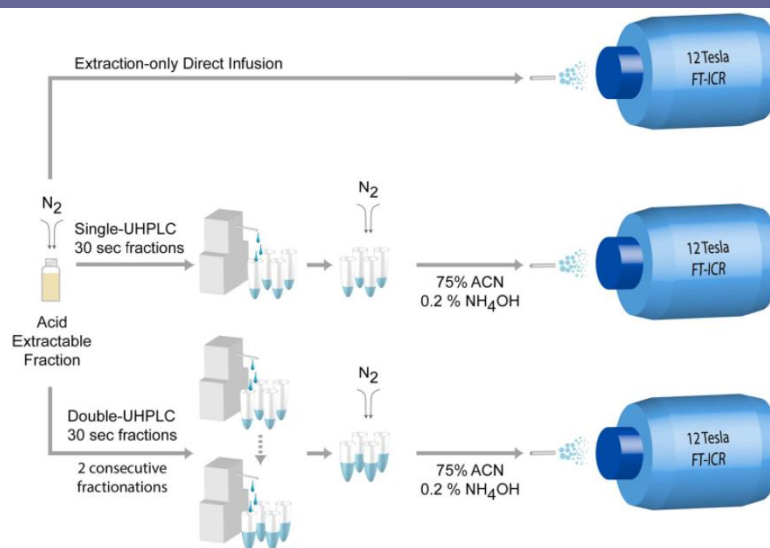 Extraction-only Direct Infusion
12 Tesla
FT-ICR
N2
Single-UHPLC
30 sec fractions
N2
75% ACN
0.2 % NH4OH
12 Tesla
FT-ICR
Acid
Extractable
Fraction
Double-UHPLC
30 sec fractions
2 consecutive
fractionations
N2
75% ACN
0.2 % NH4OH
12 Tesla
FT-ICR